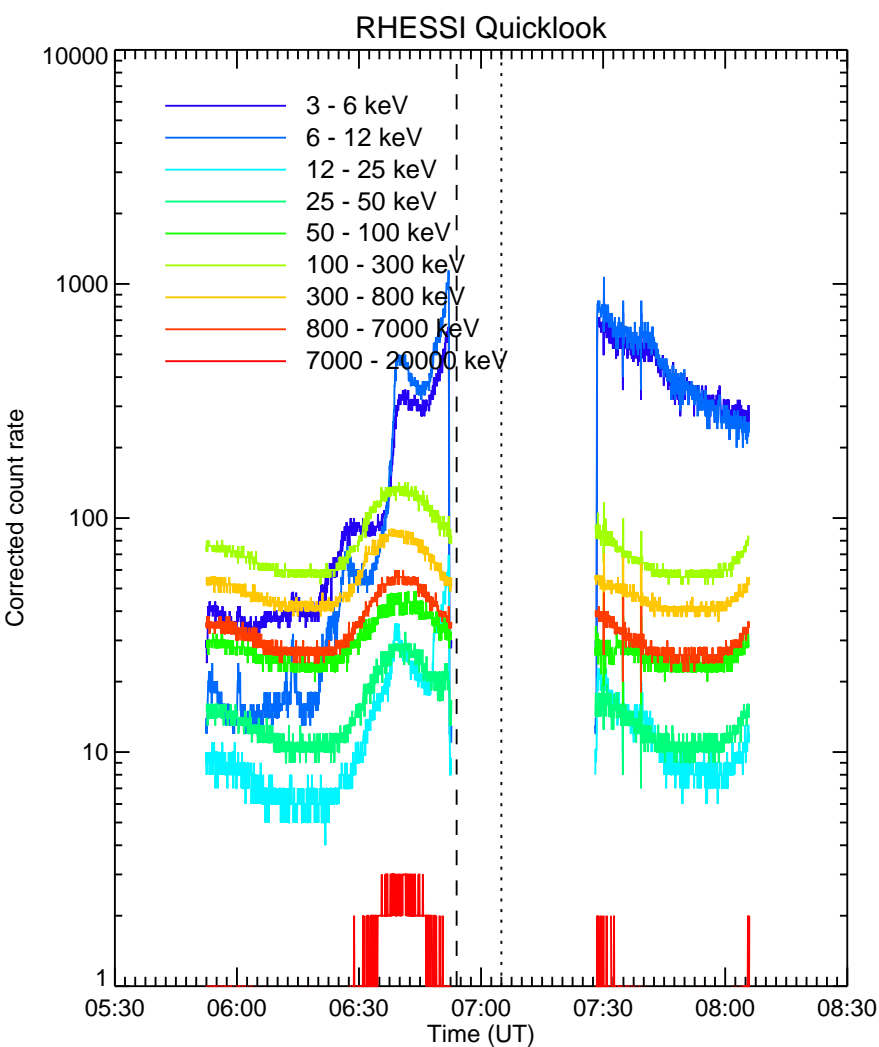 RHESSI Quicklook
10000
1000
100
10
1
Corrected count rate
3 - 6 keV
6 - 12 keV
12 - 25 keV
25 - 50 keV
50 - 100 keV
100 - 300 keV
300 - 800 keV
800 - 7000 keV
7000 - 20000 keV
05:30 06:00 06:30 07:00 07:30 08:00 08:30
Time (UT)